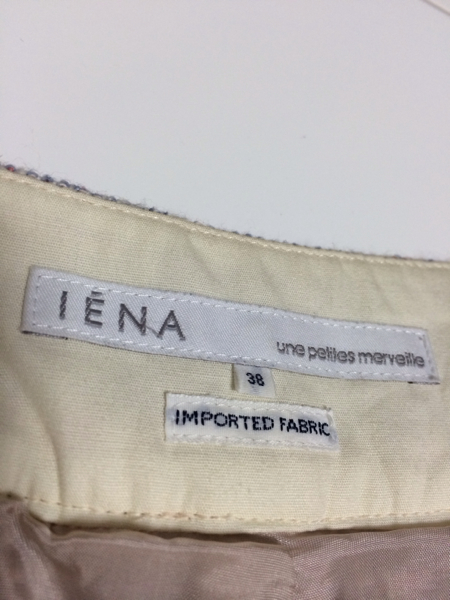 IÉNA
une petites merveille
38
IMPORTED FABRIC